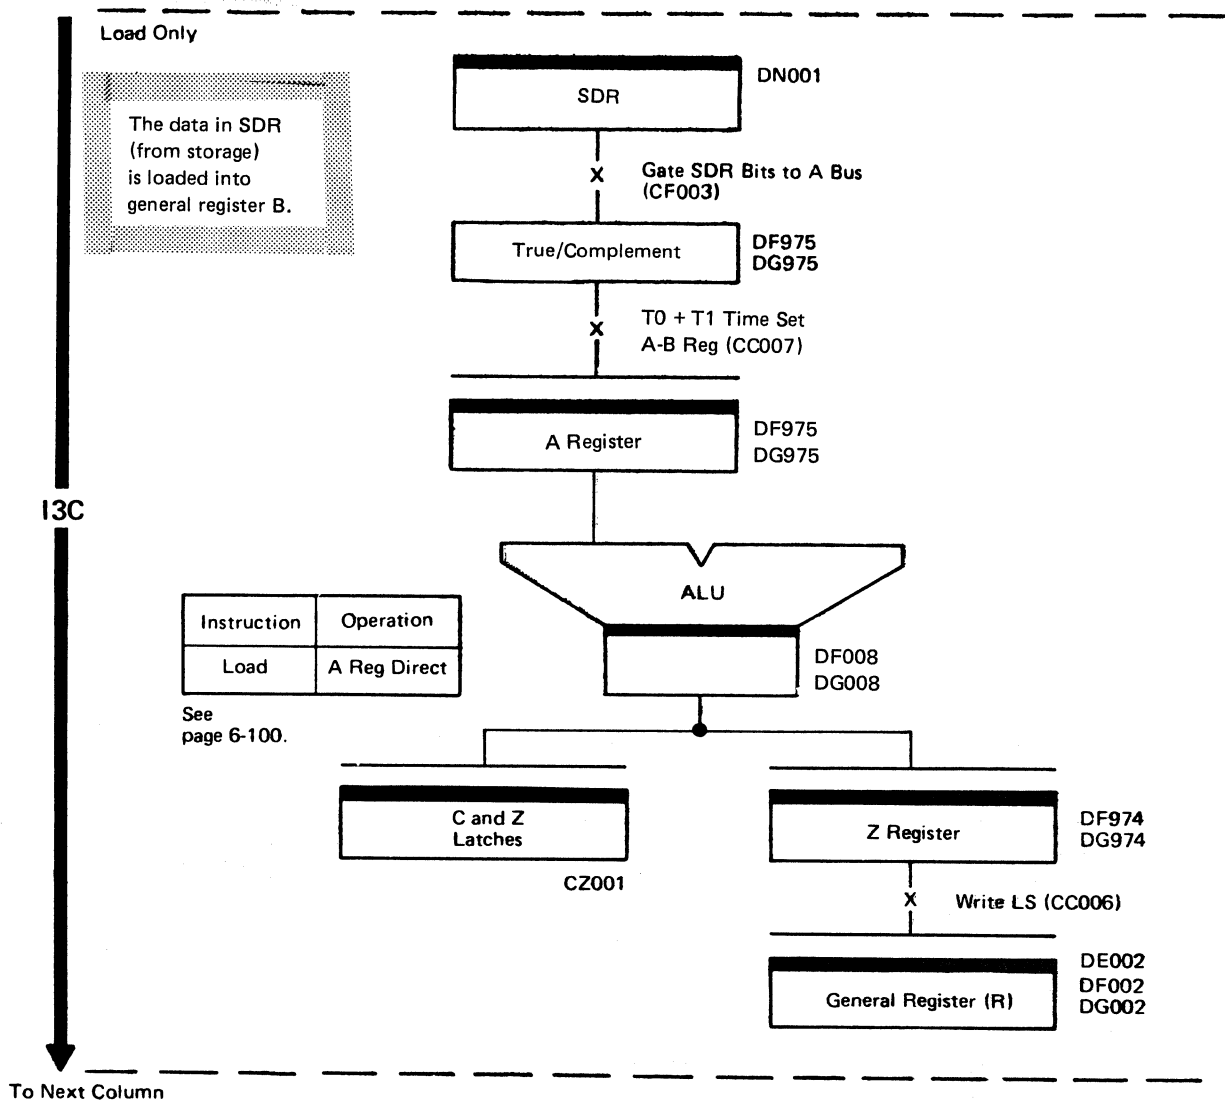 Load Only
DN001
SDR
The data in SDR
(from storage)
is loaded into
general register B.
X
Gate SDR Bits to A Bus
(CF003)
True/Complement
DF975
DG975
X
T0 + T1 Time Set
A-B Reg (CC007)
A Register
DF975
DG975
I3C
ALU
Instruction Operation
Load A Reg Direct
DF008
DG008
See
page 6-100.
C and Z
Latches
CZ001
Z Register
DF974
DG974
X
Write LS (CC006)
General Register (R)
DE002
DF002
DG002
To Next Column